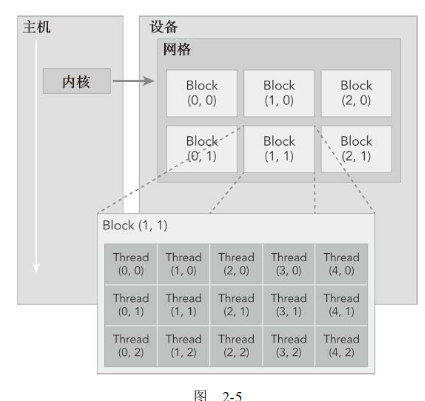 主机
设备
网格
内核
Block
(0, 0)
Block
(1, 0)
Block
(2, 0)
Block
(0, 1)
Block
(1, 1)
Block
(2, 1)
Block (1, 1)
Thread
(0, 0)
Thread
(1, 0)
Thread
(2, 0)
Thread
(3, 0)
Thread
(4, 0)
Thread
(0, 1)
Thread
(1, 1)
Thread
(2, 1)
Thread
(3, 1)
Thread
(4, 1)
Thread
(0, 2)
Thread
(1, 2)
Thread
(2, 2)
Thread
(3, 2)
Thread
(4, 2)
图 2-5